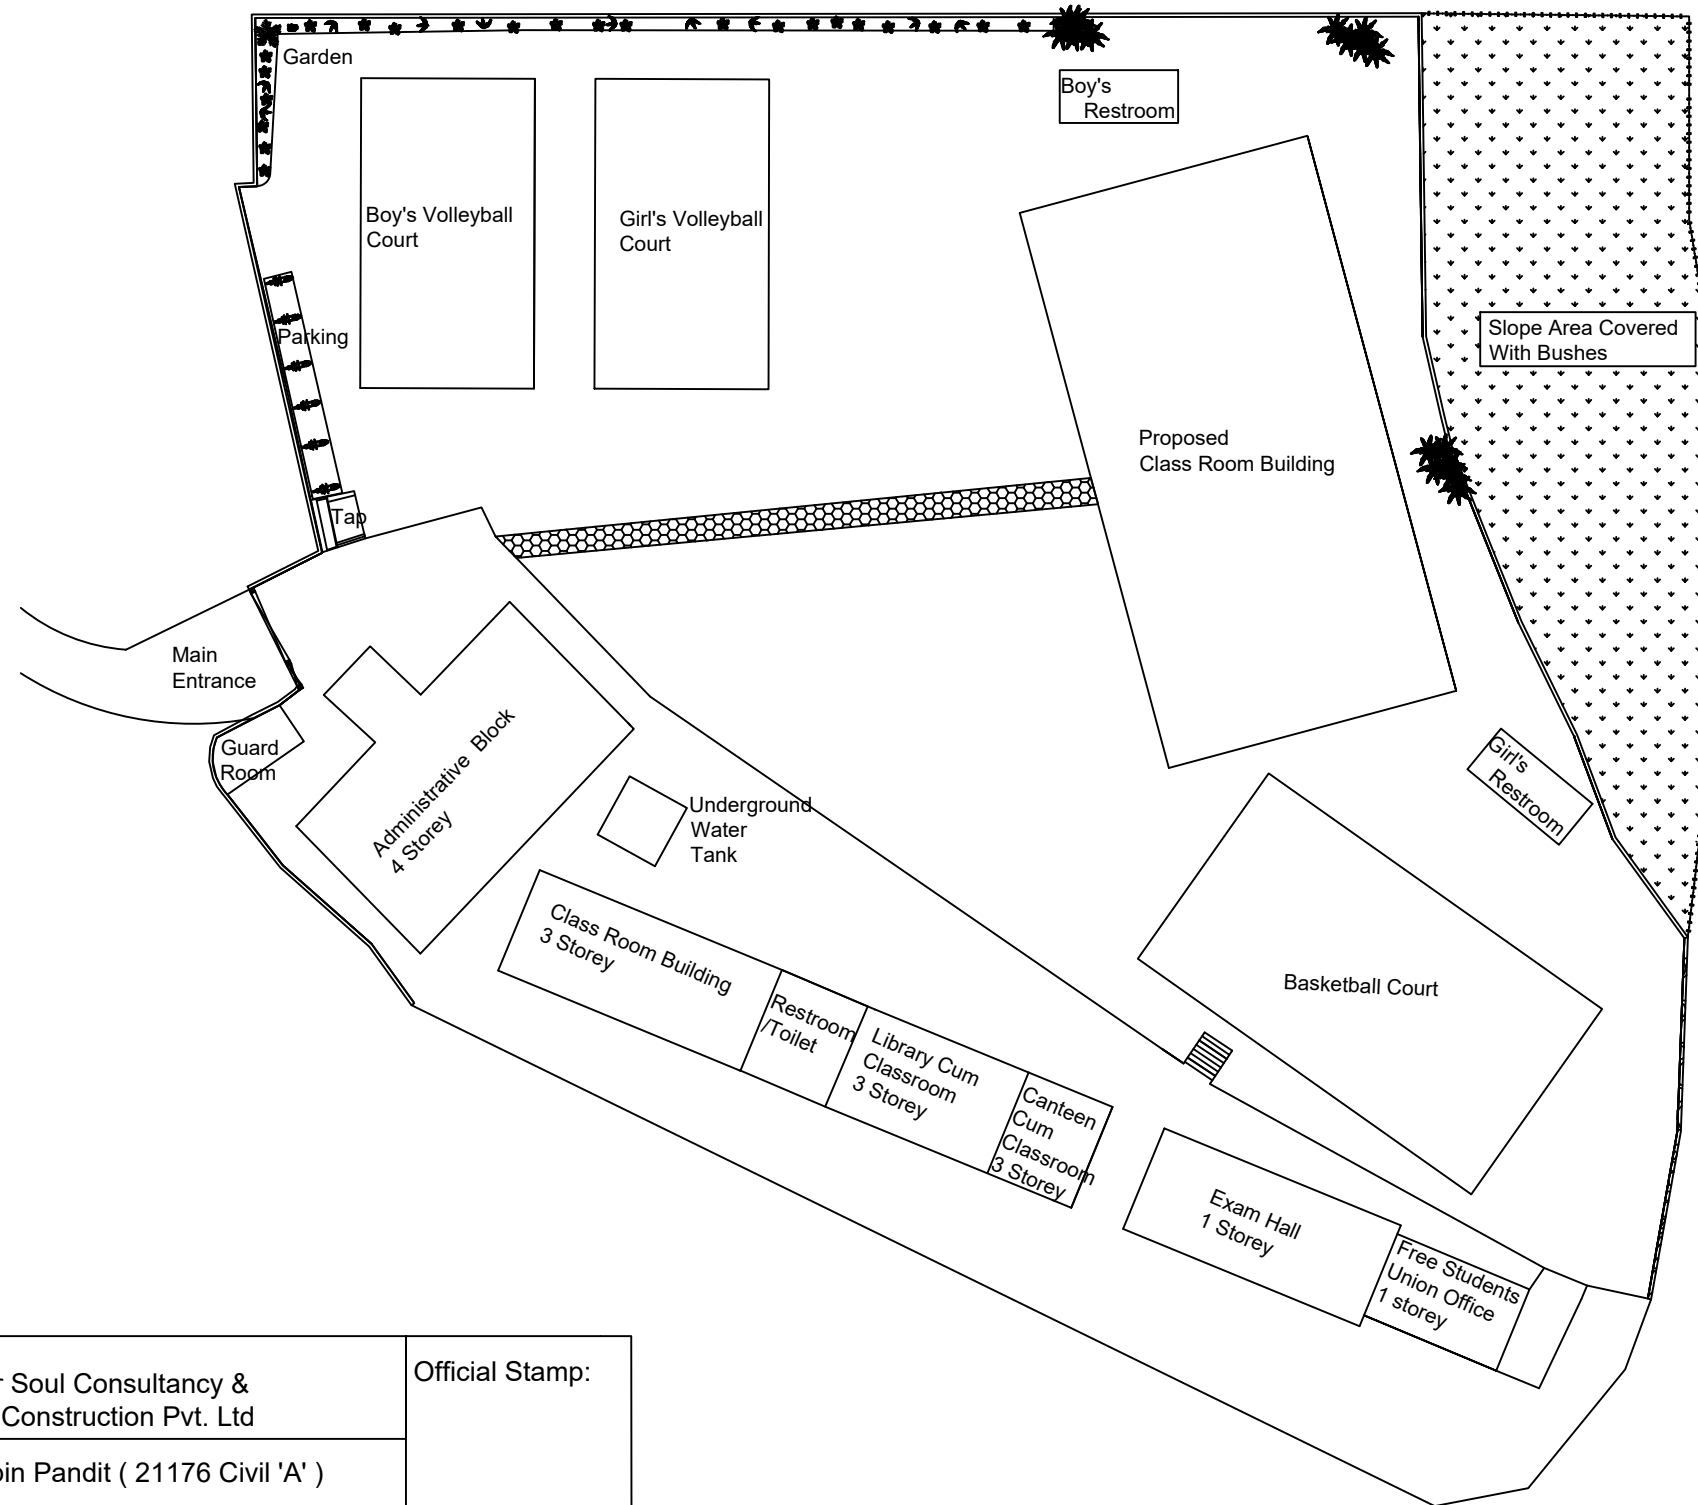 Garden
Boy's
Restroom
Boy's Volleyball
Court
Girl's Volleyball
Court
Slope Area Covered
With Bushes
Parking
Proposed
Class Room Building
Tap
Main
Entrance
Guard
Room
Administrative Block
4 Storey
Girl's
Restroom
Underground
Water
Tank
Class Room Building
3 Storey
Restroom
/Toilet
Library Cum
Classroom
3 Storey
Canteen
Cum
Classroom
3 Storey
Basketball Court
Exam Hall
1 Storey
Free Students
Union Office
1 storey
Soul Consultancy &
Construction Pvt. Ltd
Official Stamp:
Pandit ( 21176 Civil 'A' )